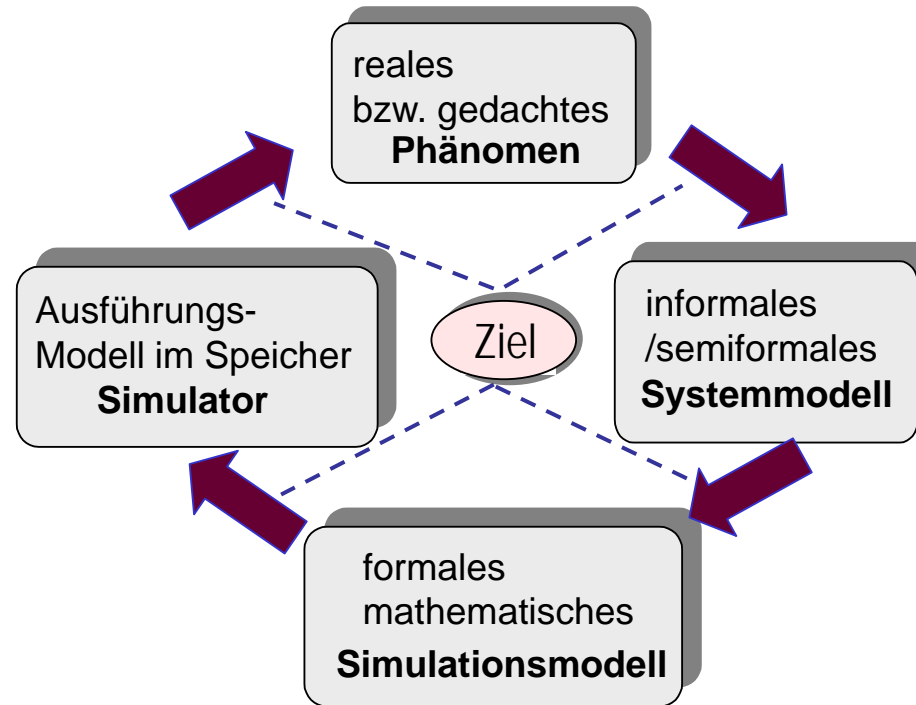 reales
bzw. gedachtes
Phänomen
Ausführungs-
Modell im Speicher
Simulator
Ziel
informales
/semiformales
Systemmodell
formales
mathematisches
Simulationsmodell